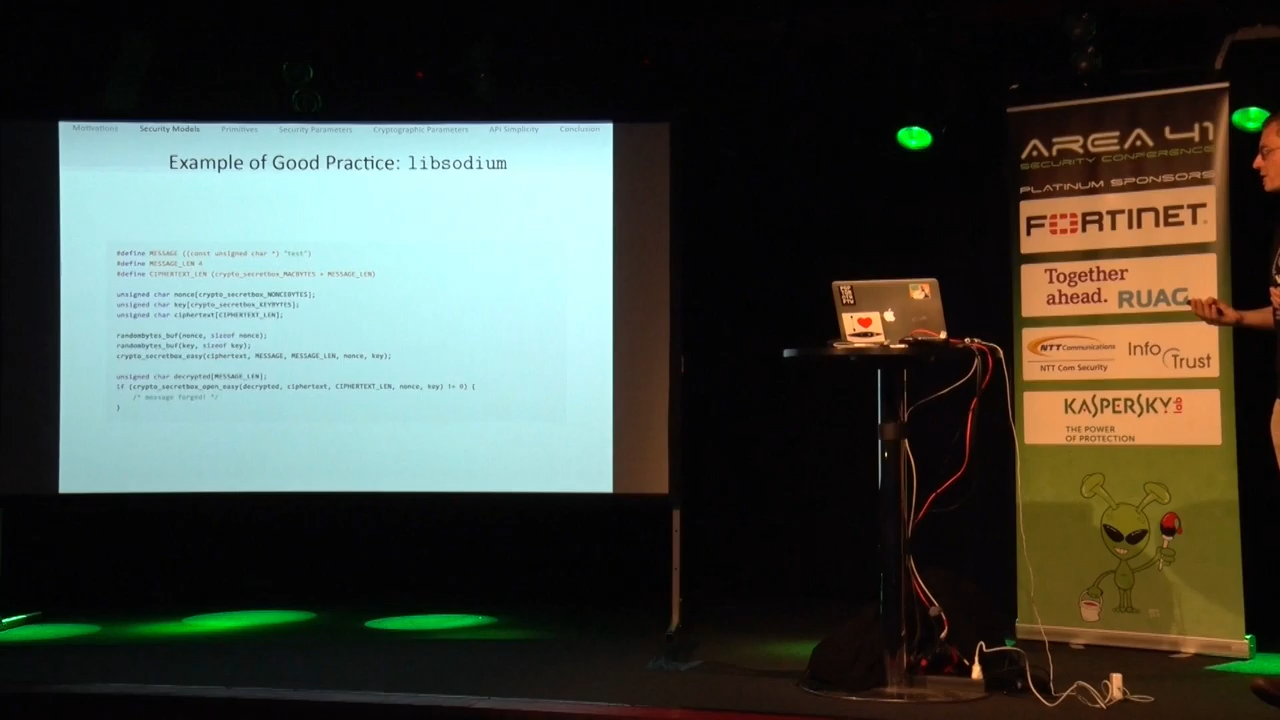 Motivations Security Models Primitives Security Parameters Cryptographic Parameters API Simplicity Conclusion
Example of Good Practice: libsodium
#define MESSAGE ((const unsigned char *) "test")
#define MESSAGE_LEN 4
#define CIPHERTEXT_LEN (crypto_secretbox_MACBYTES + MESSAGE_LEN)
unsigned char nonce[crypto_secretbox_NONCEBYTES];
unsigned char key[crypto_secretbox_KEYBYTES];
unsigned char ciphertext[CIPHERTEXT_LEN];
randombytes_buf(nonce, sizeof nonce);
randombytes_buf(key, sizeof key);
crypto_secretbox_easy(ciphertext, MESSAGE, MESSAGE_LEN, nonce, key);
unsigned char decrypted[MESSAGE_LEN];
if (crypto_secretbox_open_easy(decrypted, ciphertext, CIPHERTEXT_LEN, nonce, key) != 0) {
/* message forged! */
}
AREA 41
SECURITY CONFERENCE
PLATINUM SPONSORS
FORTINET
Together
ahead. RUAG
NTT Communications
NTT Com Security
Info
Trust
KASPERSKY lab
THE POWER
OF PROTECTION